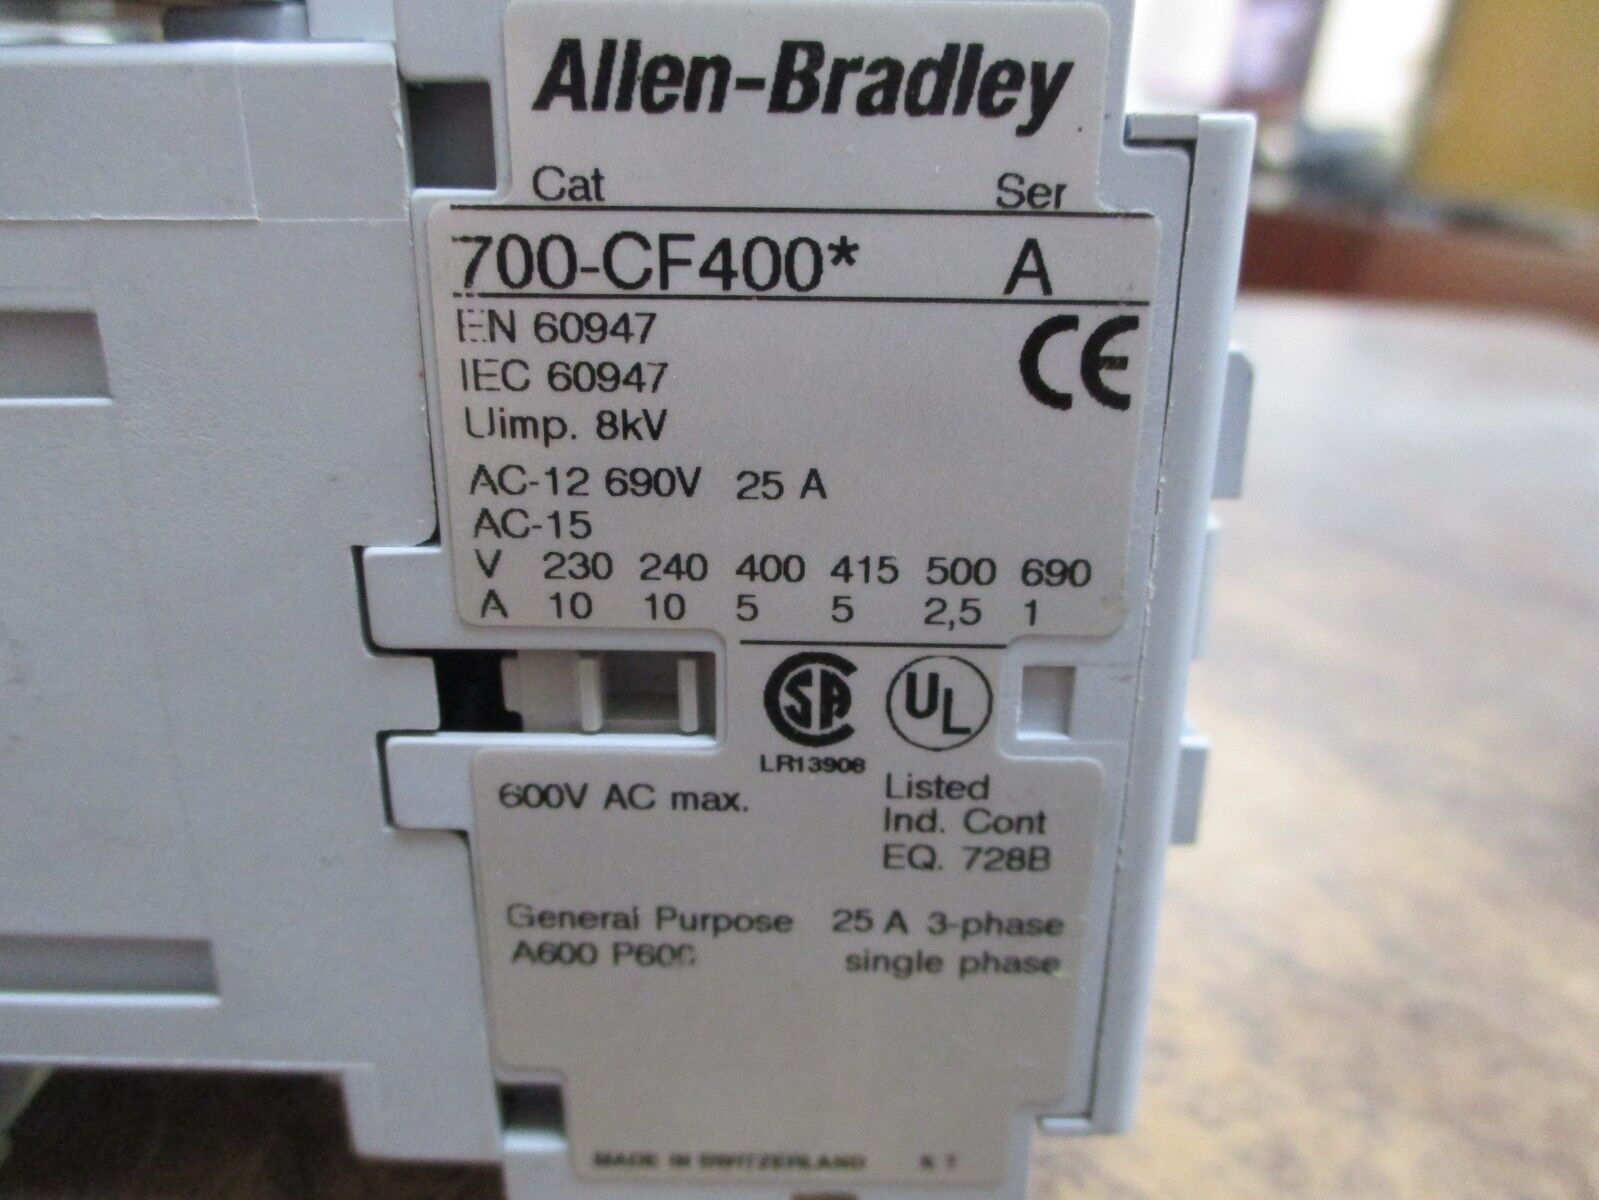 Allen-Bradley
Cat Ser
700-CF400* A
EN 60947
IEC 60947
CE
Uimp. 8kV
AC-12 690V 25 A
AC-15
V 230 240 400 415 500 690
A 10 10 5 5 2,5 1
SA
UL
LR13908
600V AC max.
Listed
Ind. Cont
EQ. 728B
General Purpose 25 A 3-phase
A600 P600 single phase
MADE IN SWITZERLAND